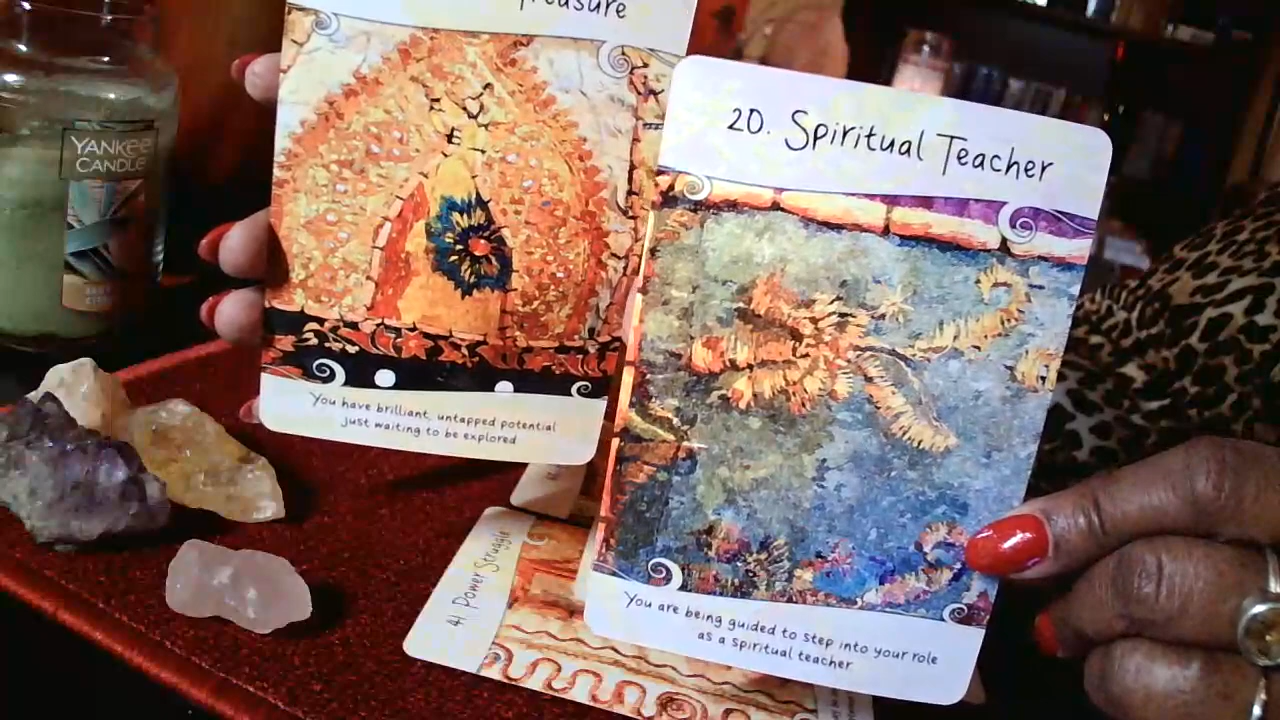 Treasure
20. Spiritual Teacher
YANKEE
CANDLE
You have brilliant, untapped potential
just waiting to be explored
41 Power Struggle
You are being guided to step into your role
as a spiritual teacher